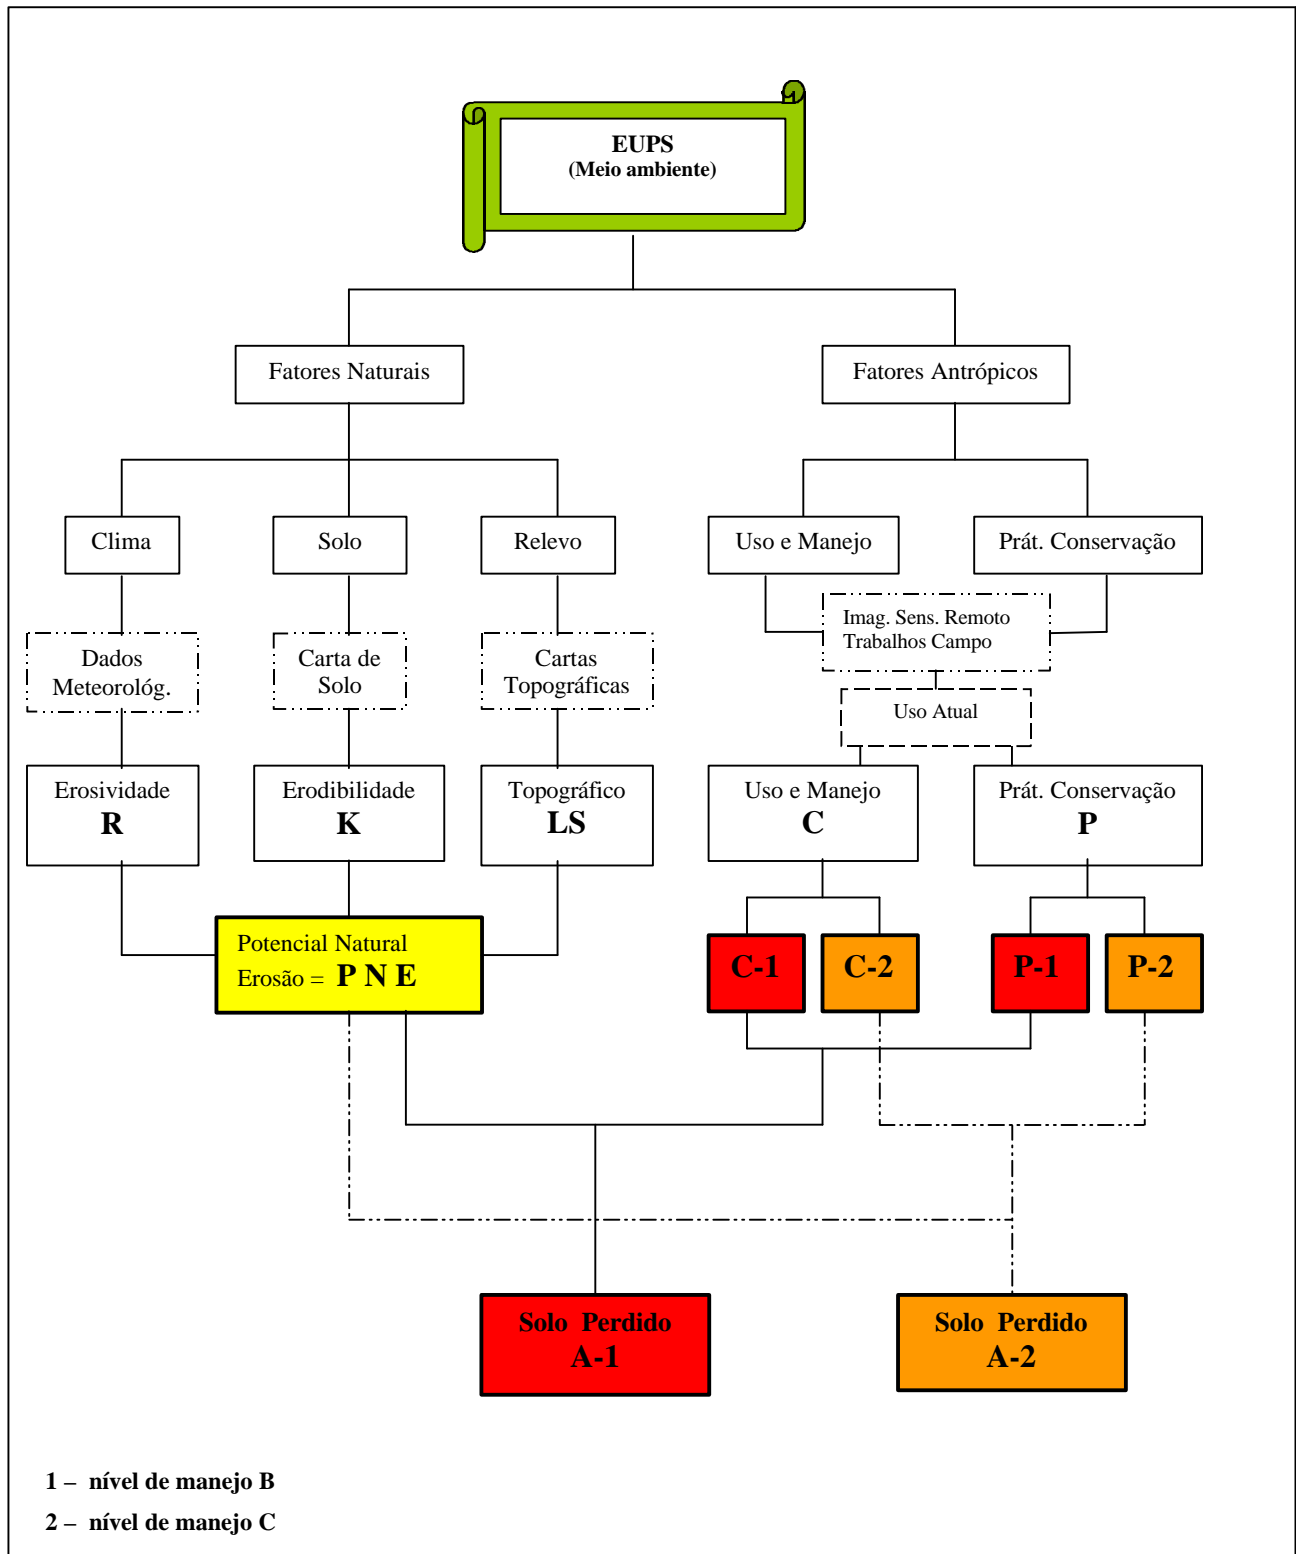 EUPS
(Meio ambiente)
Fatores Naturais
Fatores Antrópicos
Clima
Solo
Relevo
Uso e Manejo
Prát. Conservação
Imag. Sens. Remoto
Trabalhos Campo
Dados
Meteorológ.
Carta de
Solo
Cartas
Topográficas
Uso Atual
Erosividade
R
Erodibilidade
K
Topográfico
LS
Uso e Manejo
C
Prát. Conservação
P
Potencial Natural
Erosão = P N E
C-1
C-2
P-1
P-2
Solo Perdido
A-1
Solo Perdido
A-2
1 – nível de manejo B
2 – nível de manejo C